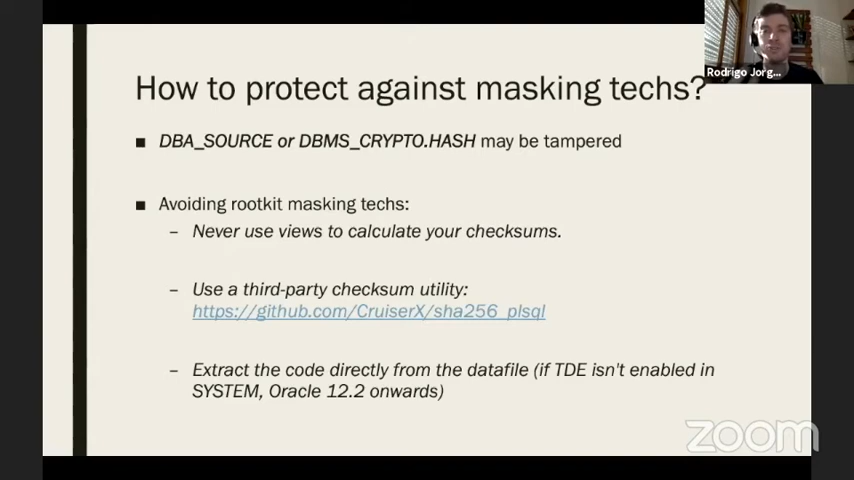 Rodrigo Jorg...
How to protect against masking techs?
■ DBA_SOURCE or DBMS_CRYPTO.HASH may be tampered
■ Avoiding rootkit masking techs:
– Never use views to calculate your checksums.
– Use a third-party checksum utility:
https://github.com/CruiserX/sha256_plsql
– Extract the code directly from the datafile (if TDE isn't enabled in
SYSTEM, Oracle 12.2 onwards)
zoom